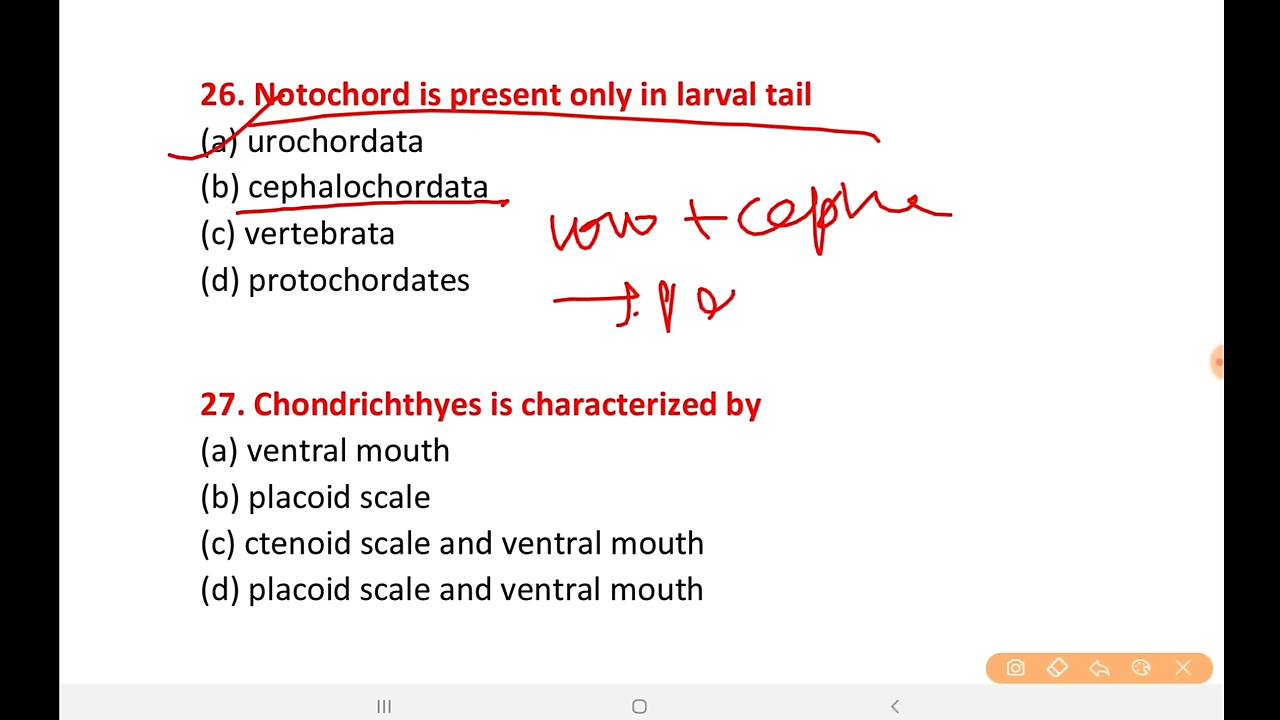 26. Notochord is present only in larval tail
(a) urochordata
(b) cephalochordata
(c) vertebrata
(d) protochordates
+ cepha
27. Chondrichthyes is characterized by
(a) ventral mouth
(b) placoid scale
(c) ctenoid scale and ventral mouth
(d) placoid scale and ventral mouth